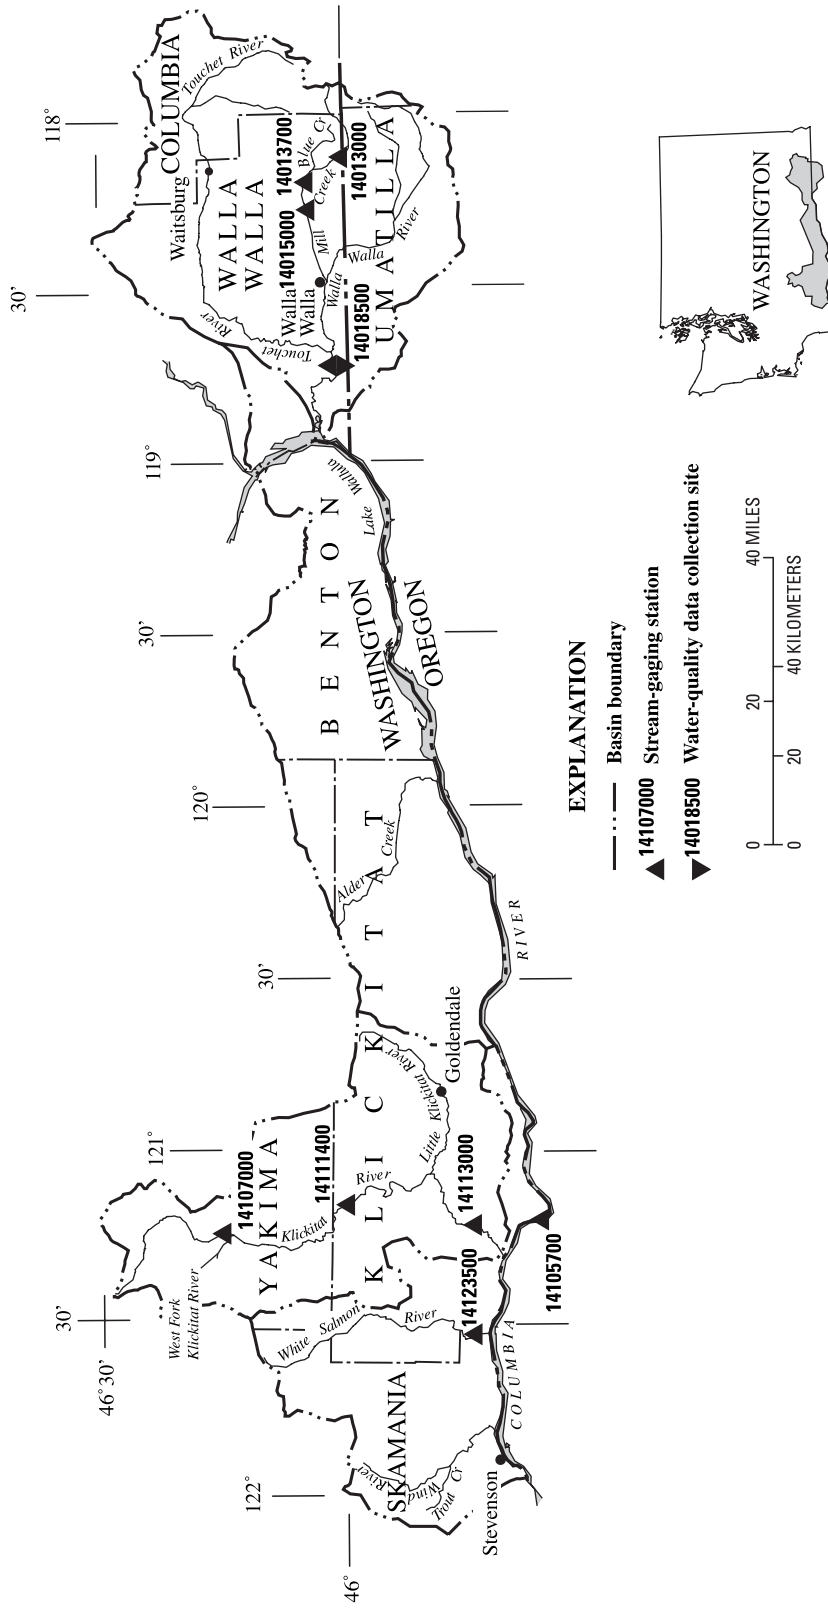 118°
30'
119°
30'
120°
30'
121°
30'
122°
46° 30'
46°
COLUMBIA
Touchet River
Waitsburg
WALLA
WALLA
14013700
Blue Cr
14015000
Mill Creek
14013000
Walla
Walla
Walla Walla River
UMATILLA
14018500
Touchet River
Lake Wallula
BENTON
WASHINGTON
OREGON
Alder Creek
KLICKITAT
COLUMBIA RIVER
Goldendale
Little Klickitat River
YAKIMA
14107000
14111400
Klickitat River
West Fork
Klickitat River
14113000
14105700
14123500
White Salmon River
SKAMANIA
Wind River
Trout Cr
Stevenson
EXPLANATION
Basin boundary
14107000 Stream-gaging station
14018500 Water-quality data collection site
0 20 40 MILES
0 20 40 KILOMETERS
WASHINGTON